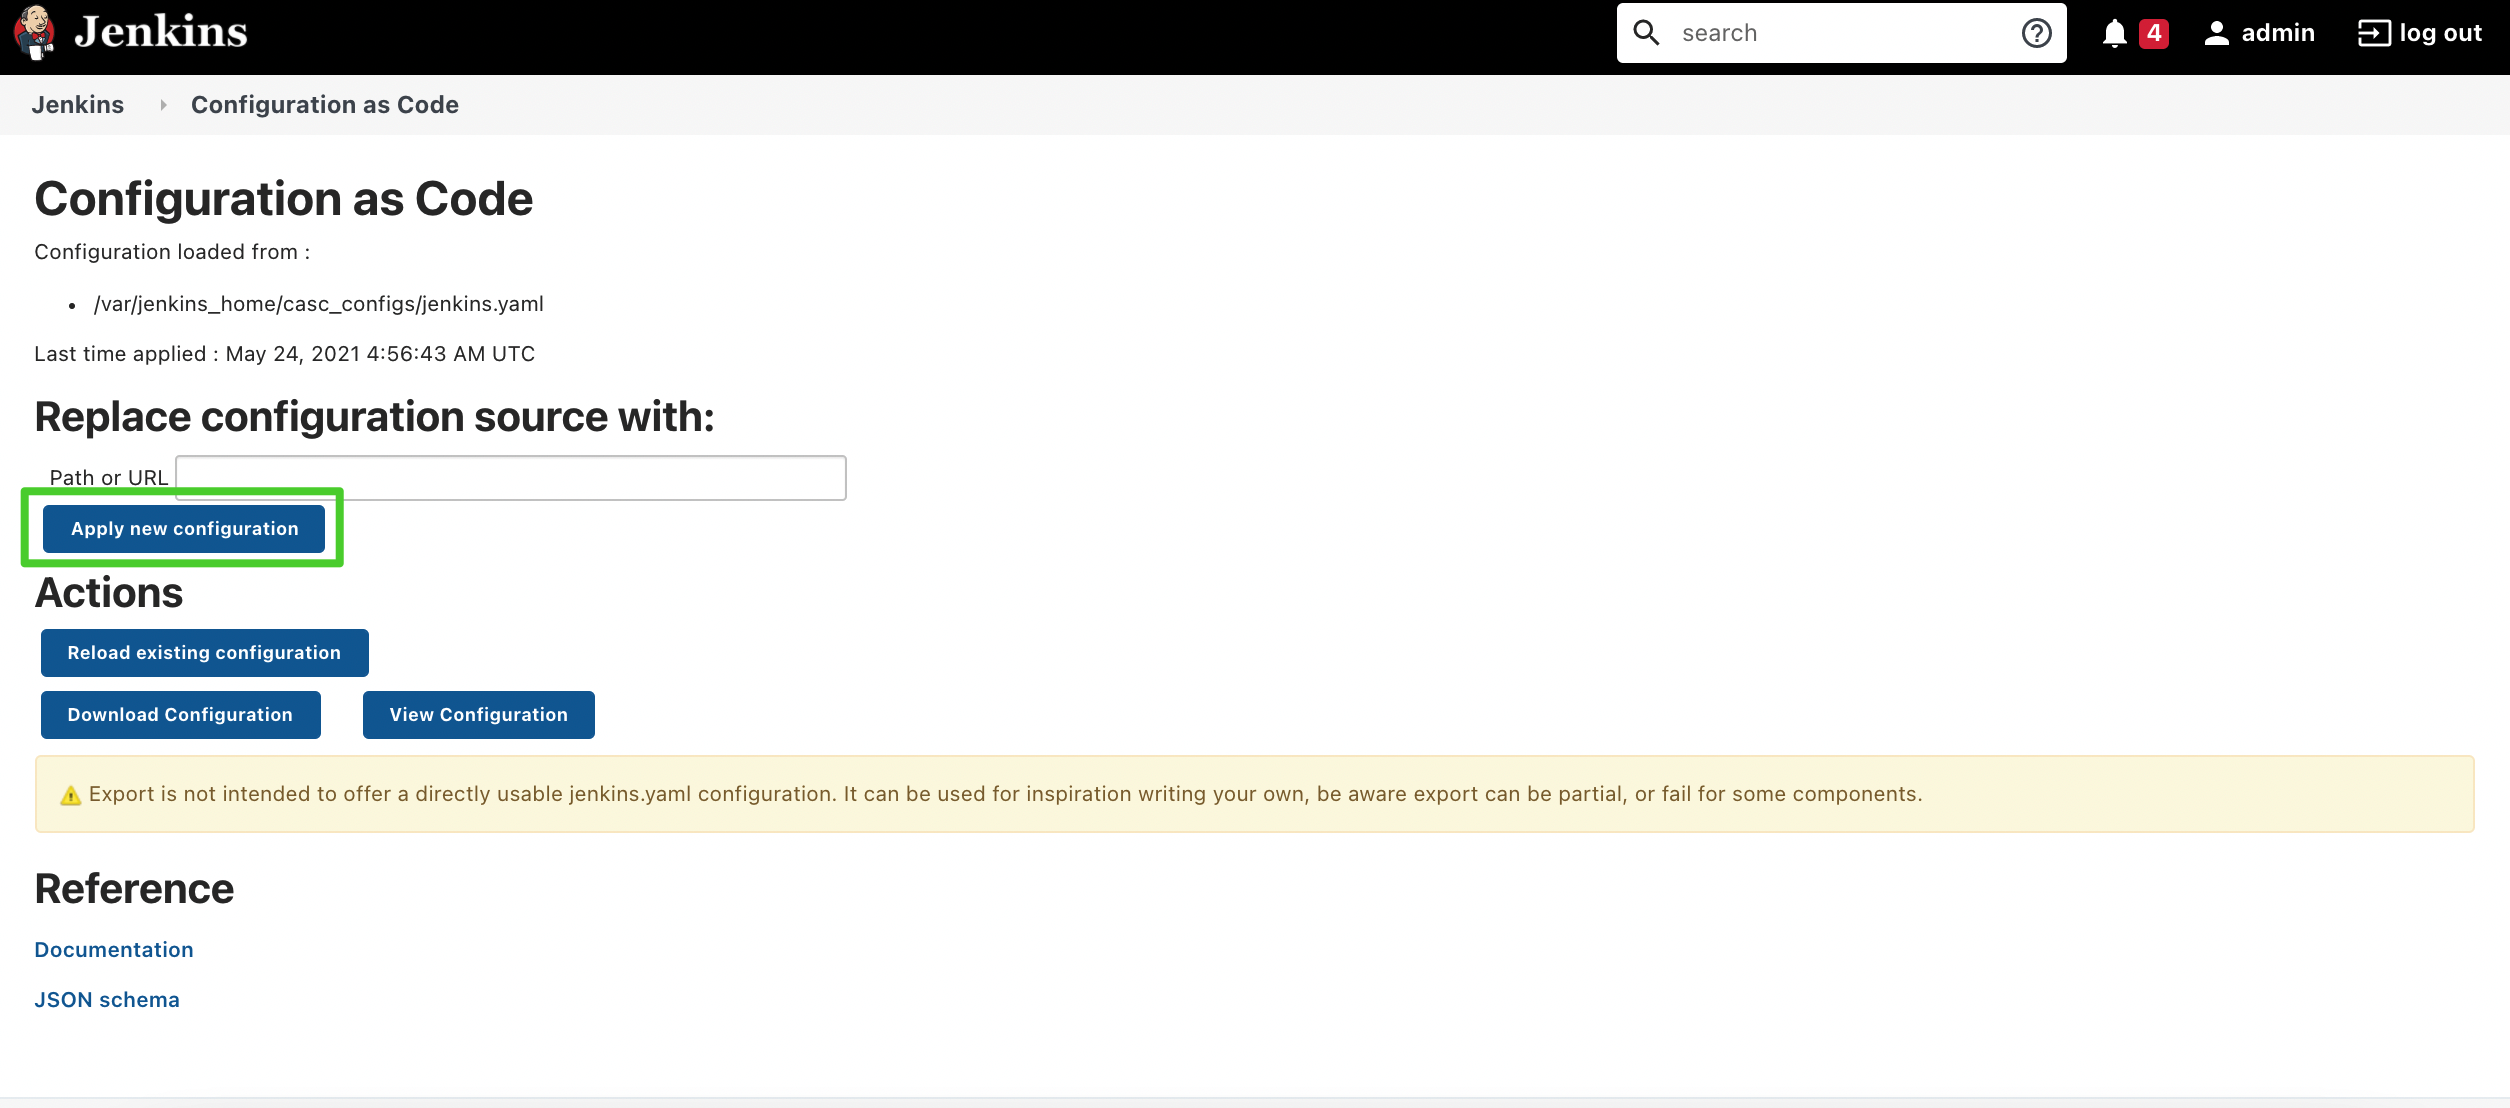 Jenkins
search
4
admin
log out
Jenkins
Configuration as Code
Configuration as Code
Configuration loaded from :
• /var/jenkins_home/casc_configs/jenkins.yaml
Last time applied : May 24, 2021 4:56:43 AM UTC
Replace configuration source with:
Path or URL
Apply new configuration
Actions
Reload existing configuration
Download Configuration
View Configuration
Export is not intended to offer a directly usable jenkins.yaml configuration. It can be used for inspiration writing your own, be aware export can be partial, or fail for some components.
Reference
Documentation
JSON schema